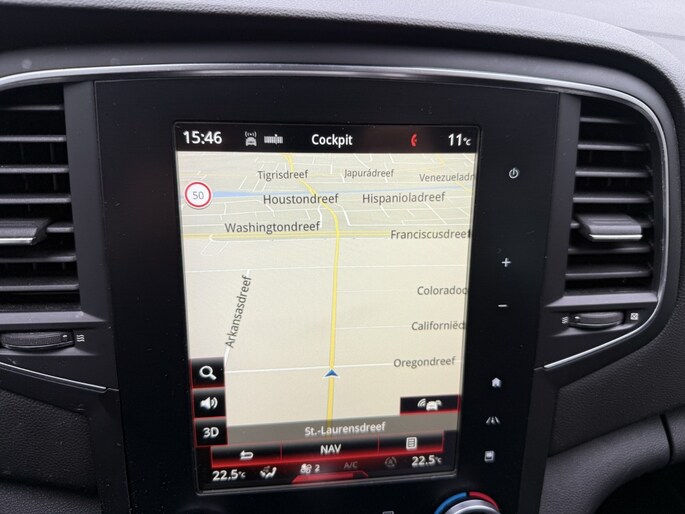 15:46 Cockpit 11°C
Tigrisdreef Japurádreef Venezueladr
50
Houstondreef Hispanioladreef
Washingtondreef Franciscusdreef
Coloradod
Arkansasdreef
Californiëd
Oregondreef
3D
St.-Laurensdreef
NAV
22.5°C 2 A/C 22.5°C